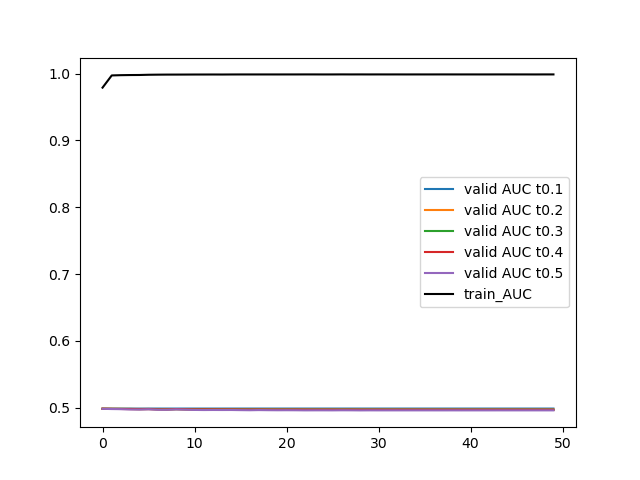 1.0
0.9
0.8
0.7
0.6
0.5
valid AUC t0.1
valid AUC t0.2
valid AUC t0.3
valid AUC t0.4
valid AUC t0.5
train_AUC
0 10 20 30 40 50